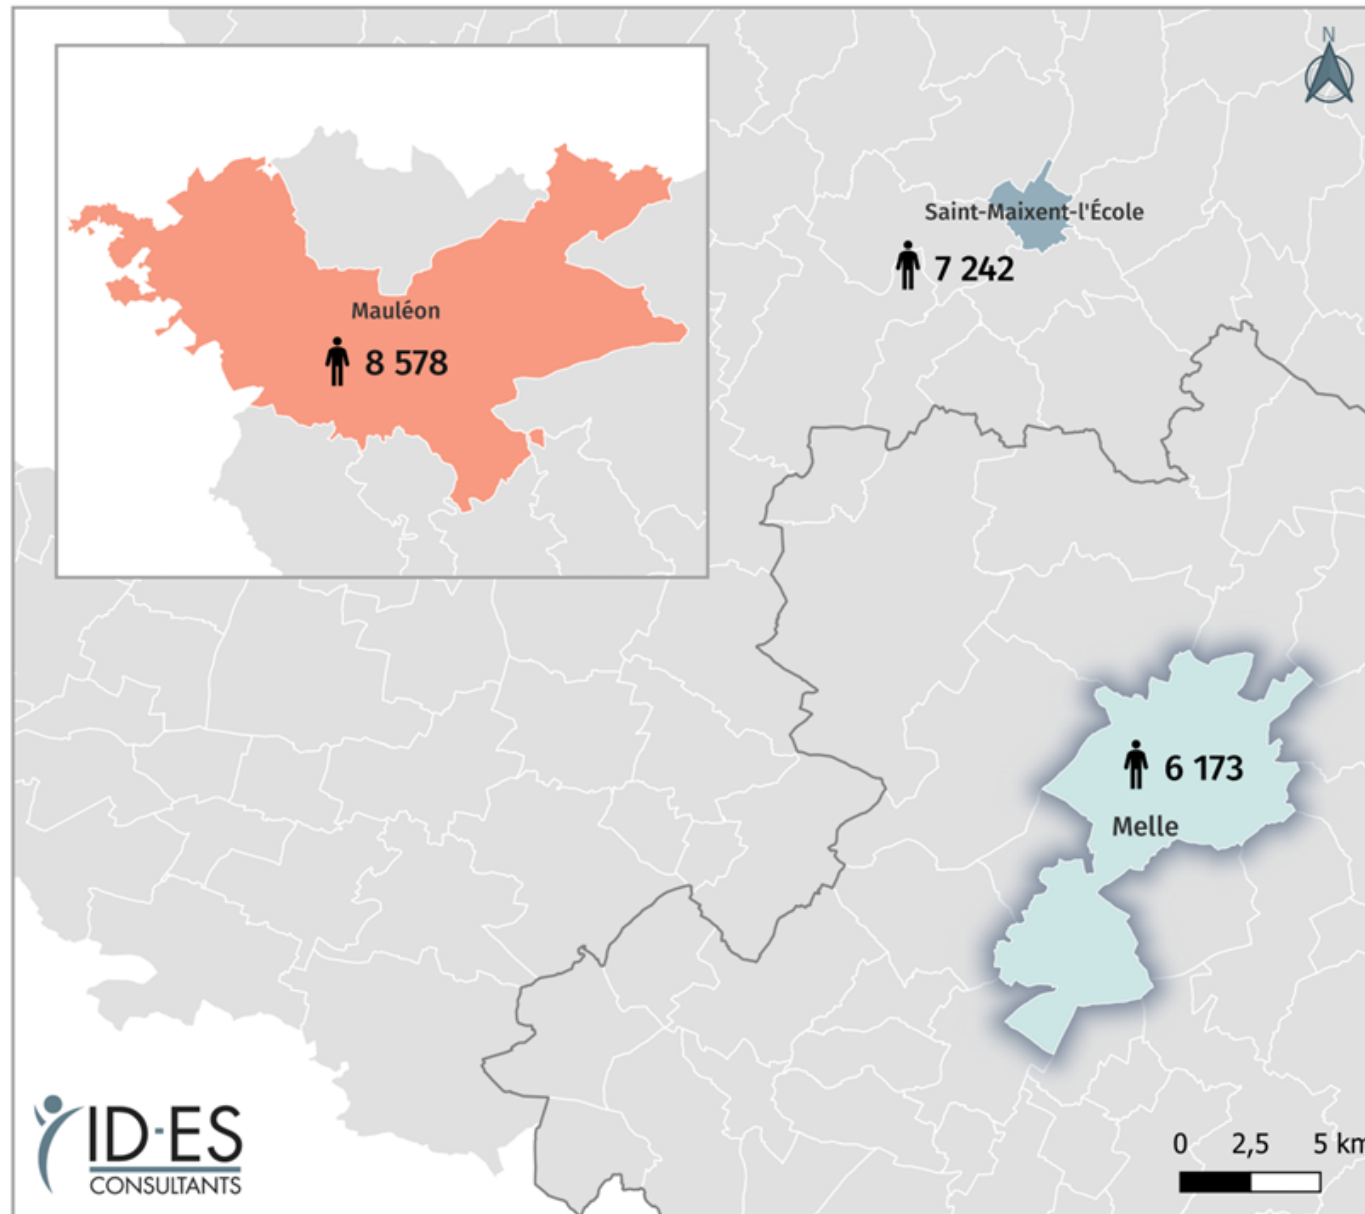 N
Saint-Maixent-l'École
7 242
Mauléon
8 578
6 173
Melle
ID-ES
CONSULTANTS
0 2,5 5 km